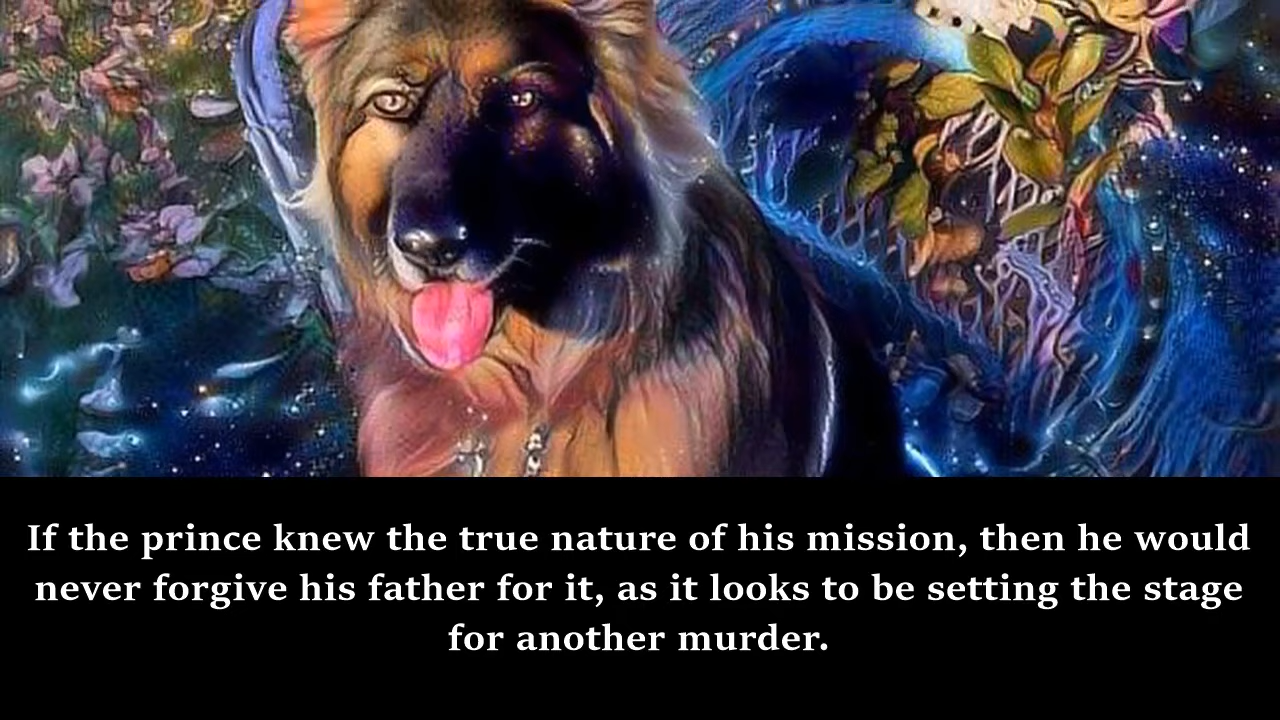 If the prince knew the true nature of his mission, then he would
never forgive his father for it, as it looks to be setting the stage
for another murder.